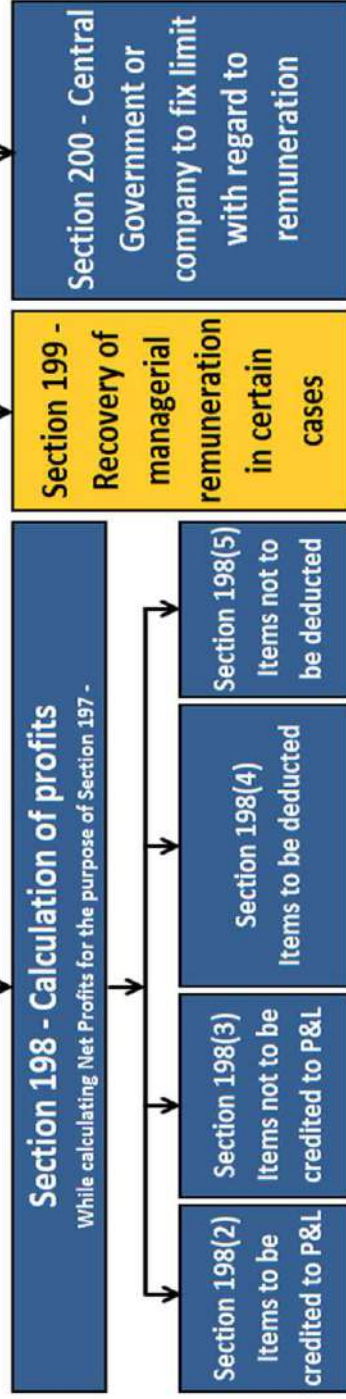 Section 198 - Calculation of profits
While calculating Net Profits for the purpose of Section 197 -
Section 198(2)
Items to be
credited to P&L
Section 198(3)
Items not to be
credited to P&L
Section 198(4)
Items to be deducted
Section 198(5)
Items not to
be deducted
Section 199 -
Recovery of
managerial
remuneration
in certain
cases
Section 200 - Central
Government or
company to fix limit
with regard to
remuneration